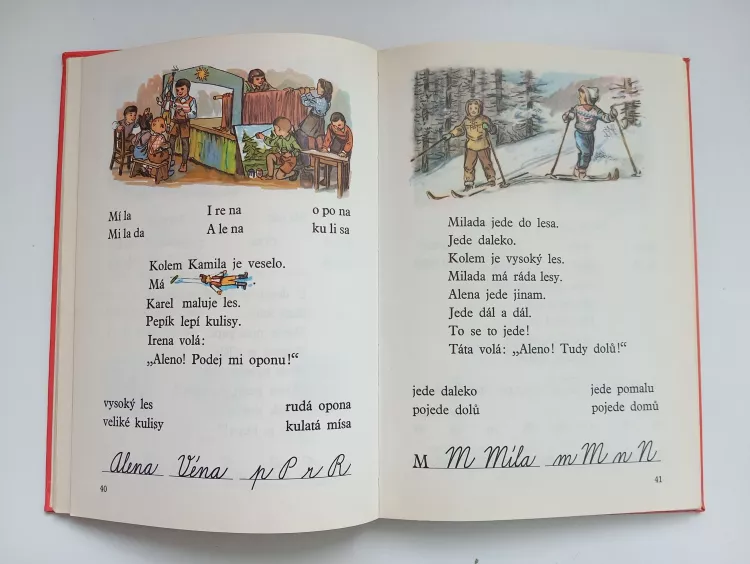 Mí la I re na o po na
Mi la da A le na ku li sa
Kolem Kamila je veselo.
Má
Karel maluje les.
Pepík lepí kulisy.
Irena volá:
„Aleno! Podej mi oponu!“
vysoký les rudá opona
veliké kulisy kulatá mísa
Alena Véna p P r R
40
Milada jede do lesa.
Jede daleko.
Kolem je vysoký les.
Milada má ráda lesy.
Alena jede jinam.
Jede dál a dál.
To se to jede!
Táta volá: „Aleno! Tudy dolů!“
jede daleko jede pomalu
pojede dolů pojede domů
M M Míla m M n N
41